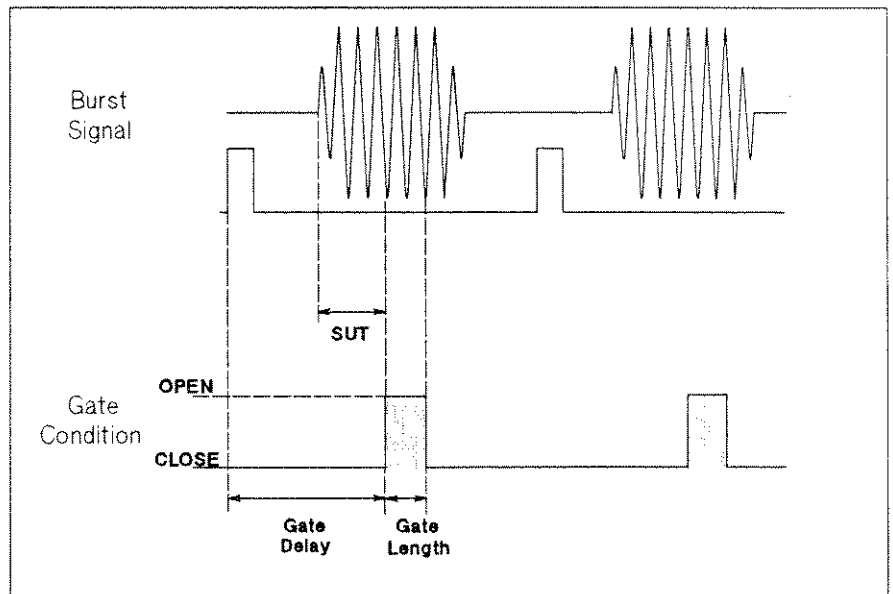 Burst
Signal
SUT
OPEN
Gate
Condition
CLOSE
Gate
Delay
Gate
Length